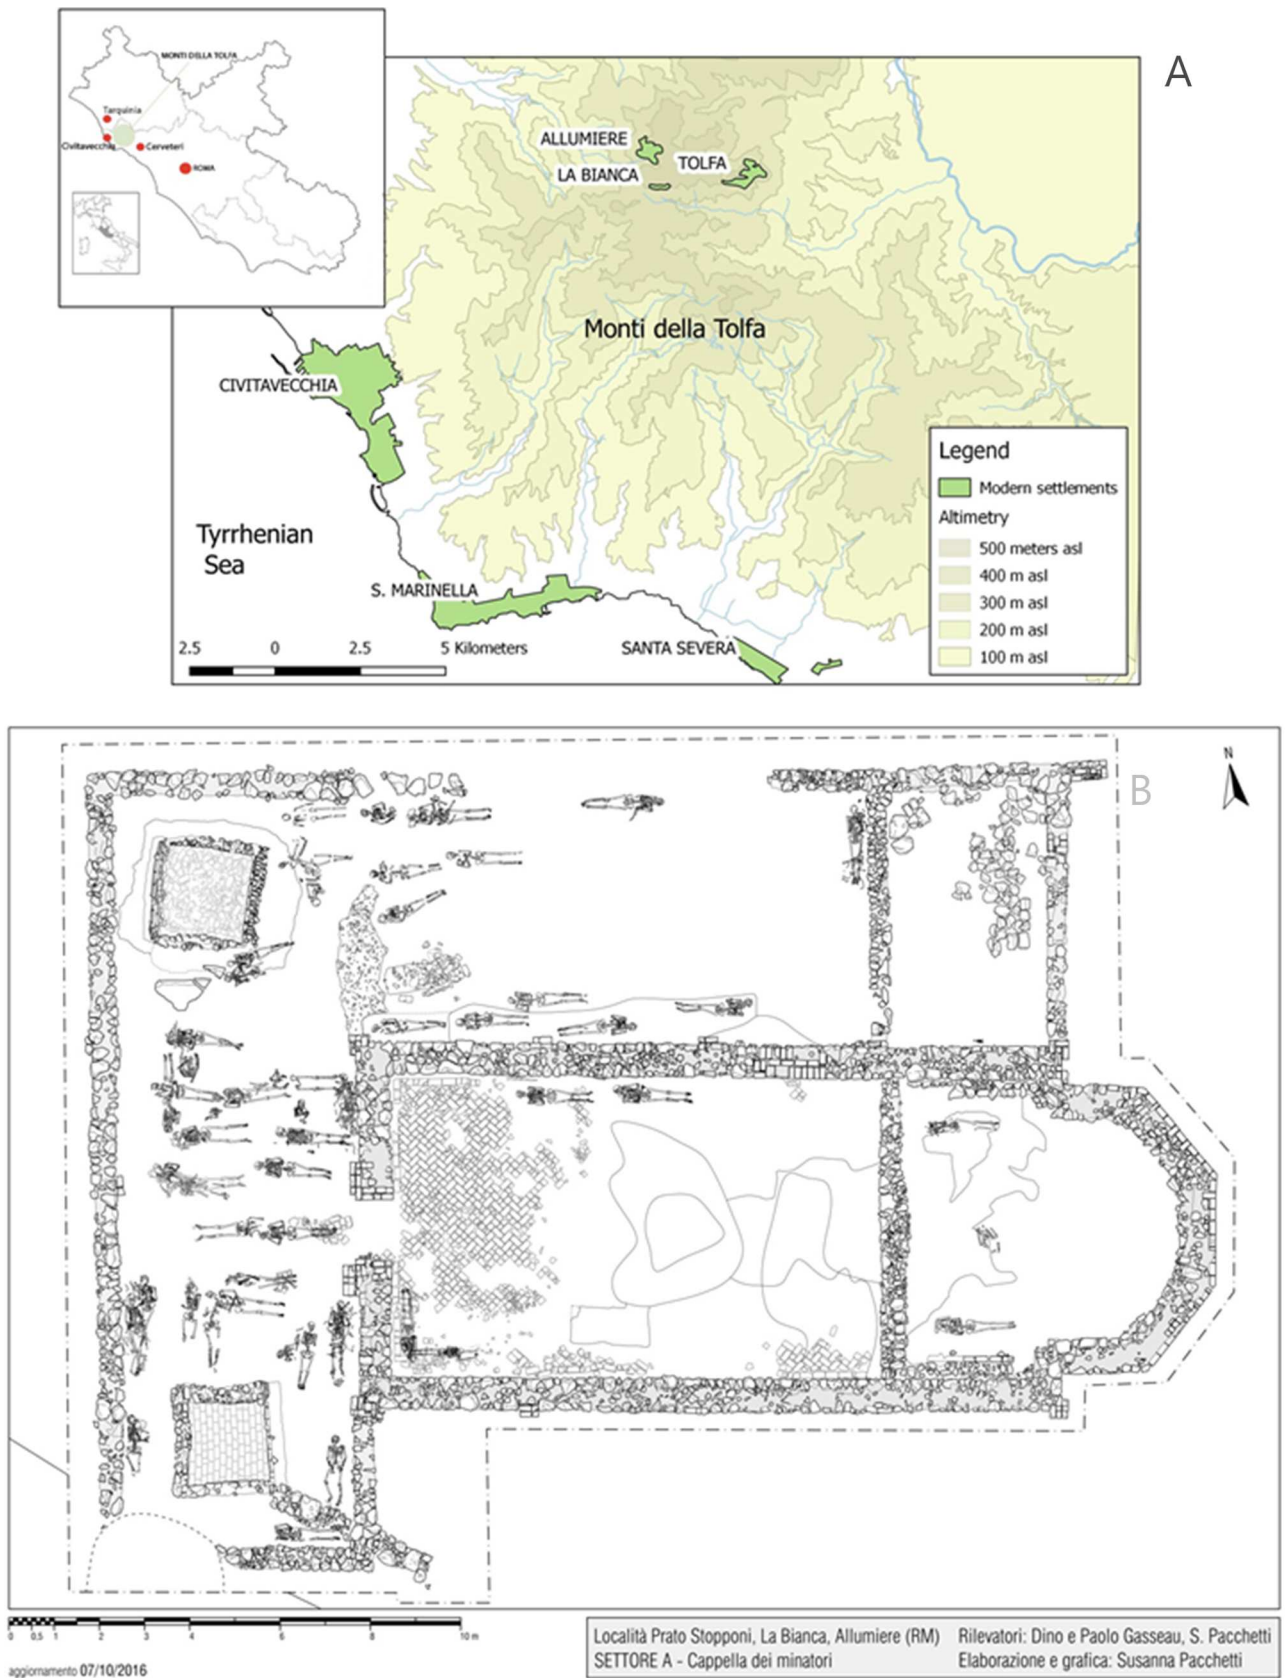 A
MONTI DELLA TOLFA
Tarquinia
Civitavecchia
Cerveteri
ROMA
ALLUMIERE
TOLFA
LA BIANCA
Monti della Tolfa
CIVITAVECCHIA
Tyrrhenian
Sea
S. MARINELLA
SANTA SEVERA
2.5 0 2.5 5 Kilometers
Legend
Modern settlements
Altimetry
500 meters asl
400 m asl
300 m asl
200 m asl
100 m asl
B
N
0 0,5 1 2 3 4 6 8 10 m
aggiornamento 07/10/2016
Località Prato Stopponi, La Bianca, Allumiere (RM) Rilevatori: Dino e Paolo Gasseau, S. Pacchetti
SETTORE A - Cappella dei minatori Elaborazione e grafica: Susanna Pacchetti